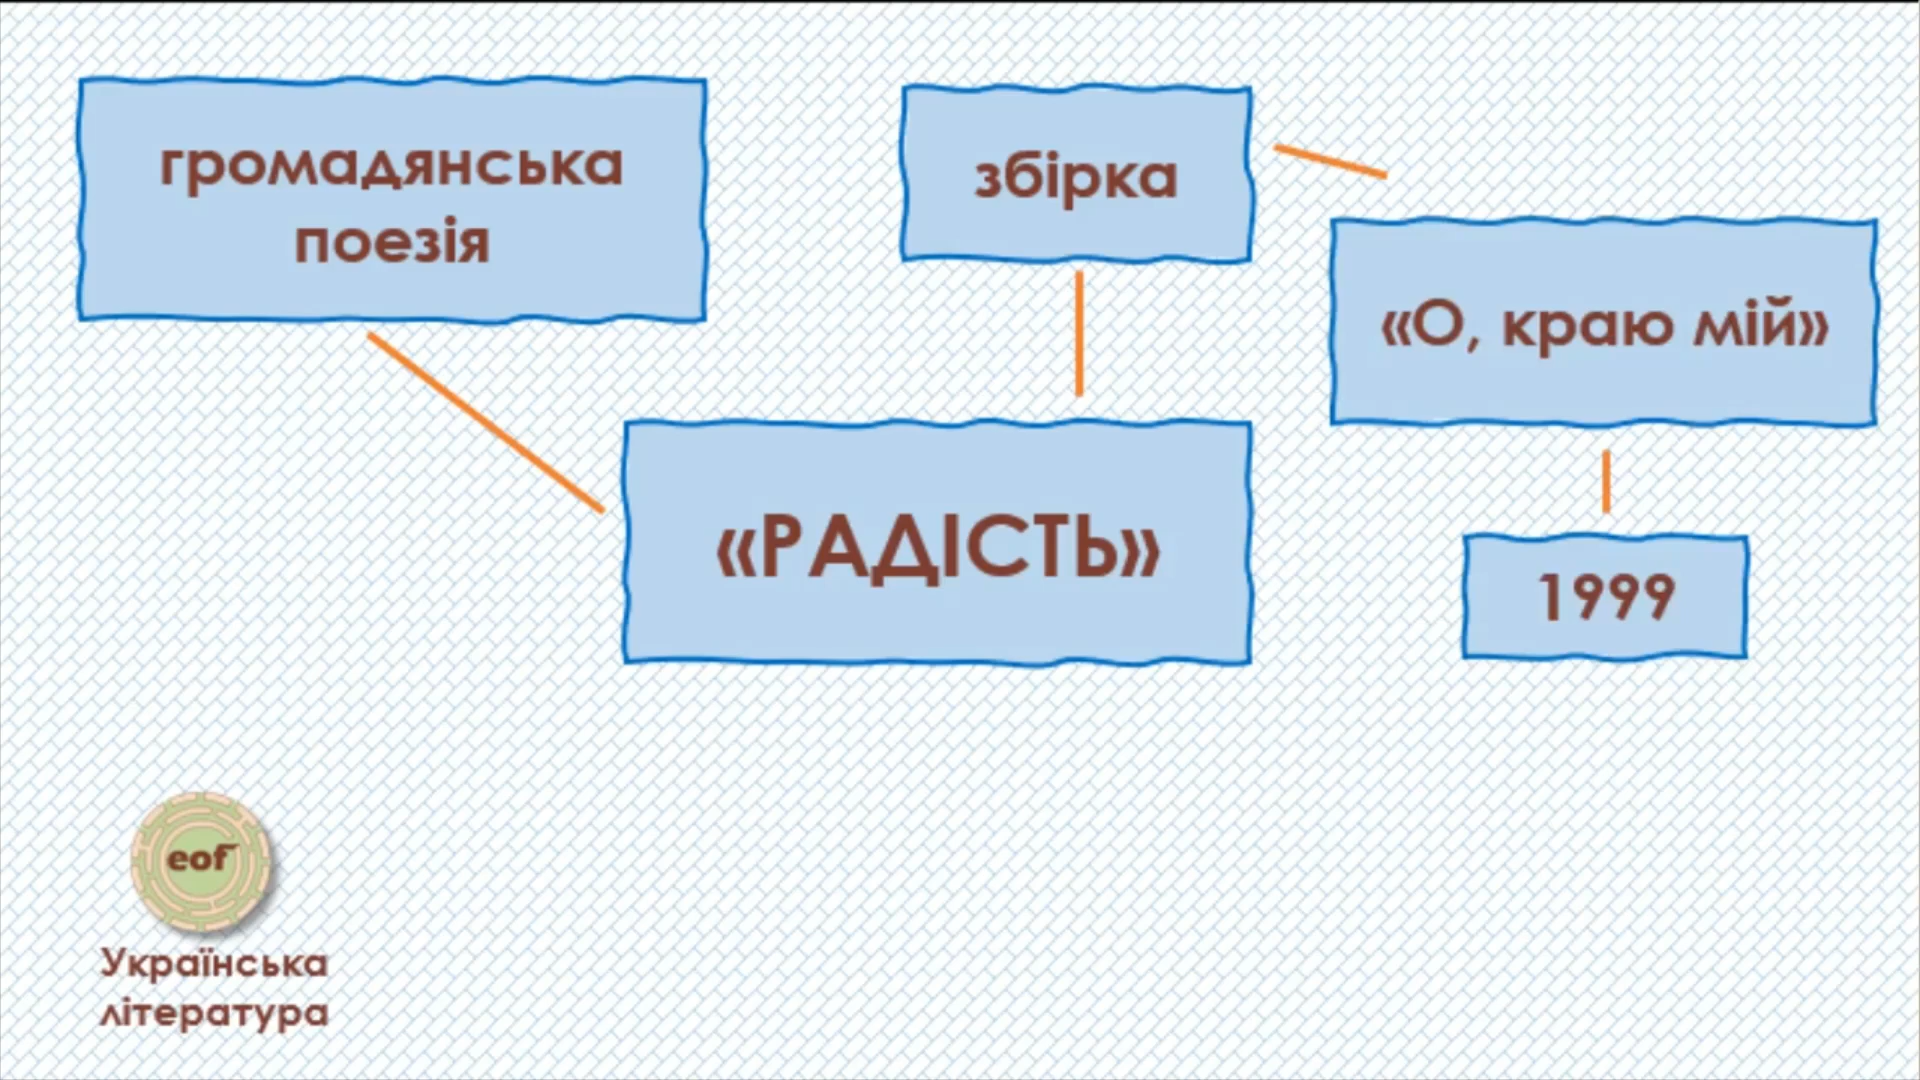 громадянська
поезія
збірка
«О, краю мій»
«РАДІСТЬ»
1999
eof
Українська
література